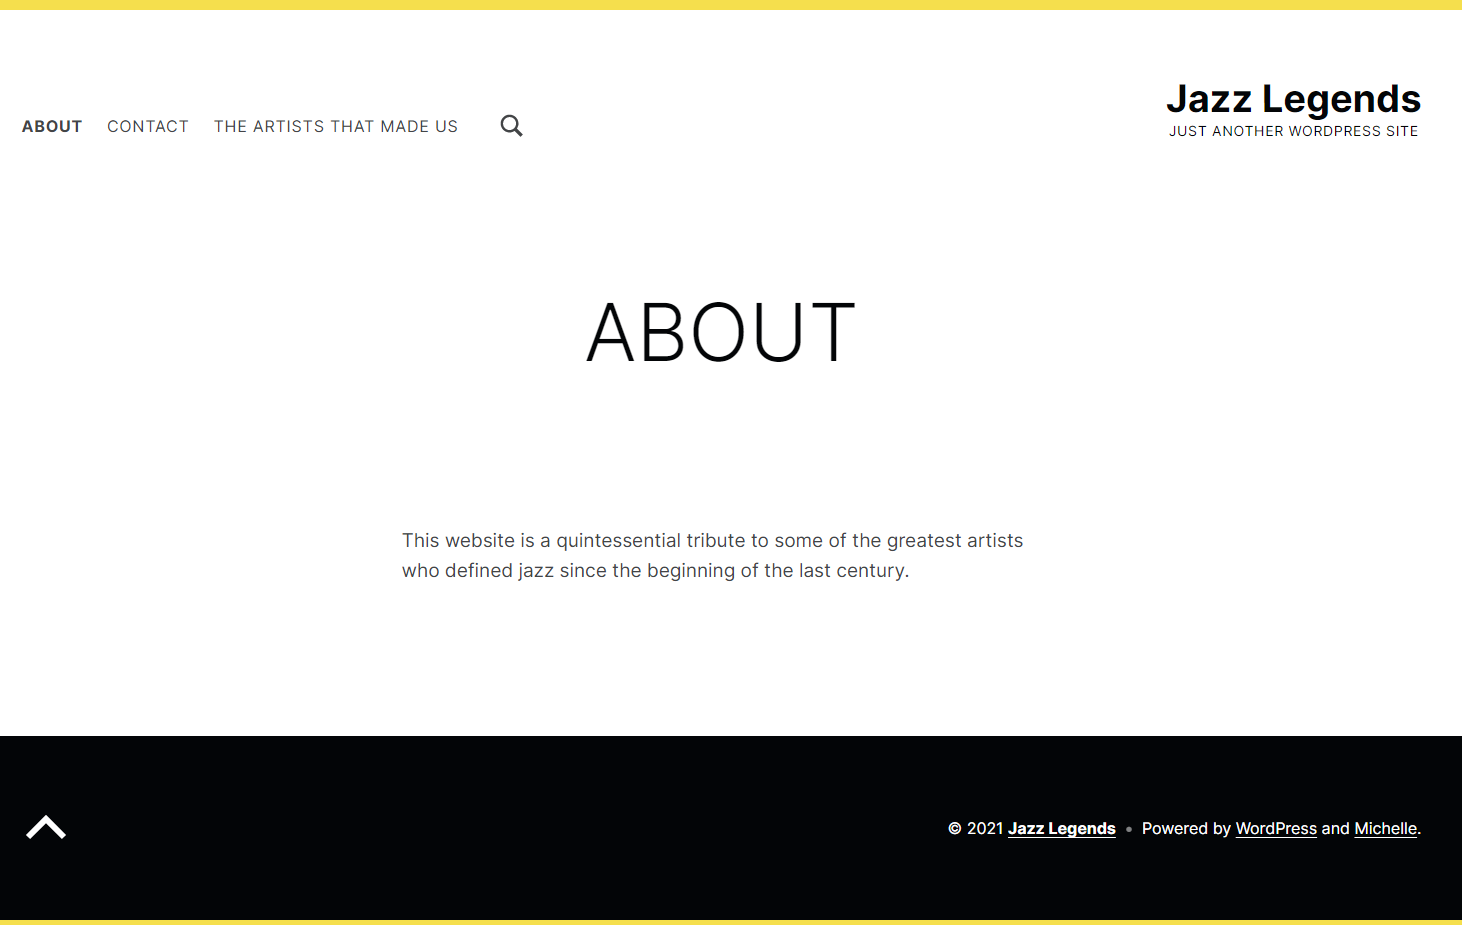 ABOUT CONTACT THE ARTISTS THAT MADE US
Jazz Legends
JUST ANOTHER WORDPRESS SITE
ABOUT
This website is a quintessential tribute to some of the greatest artists
who defined jazz since the beginning of the last century.
© 2021 Jazz Legends • Powered by WordPress and Michelle.